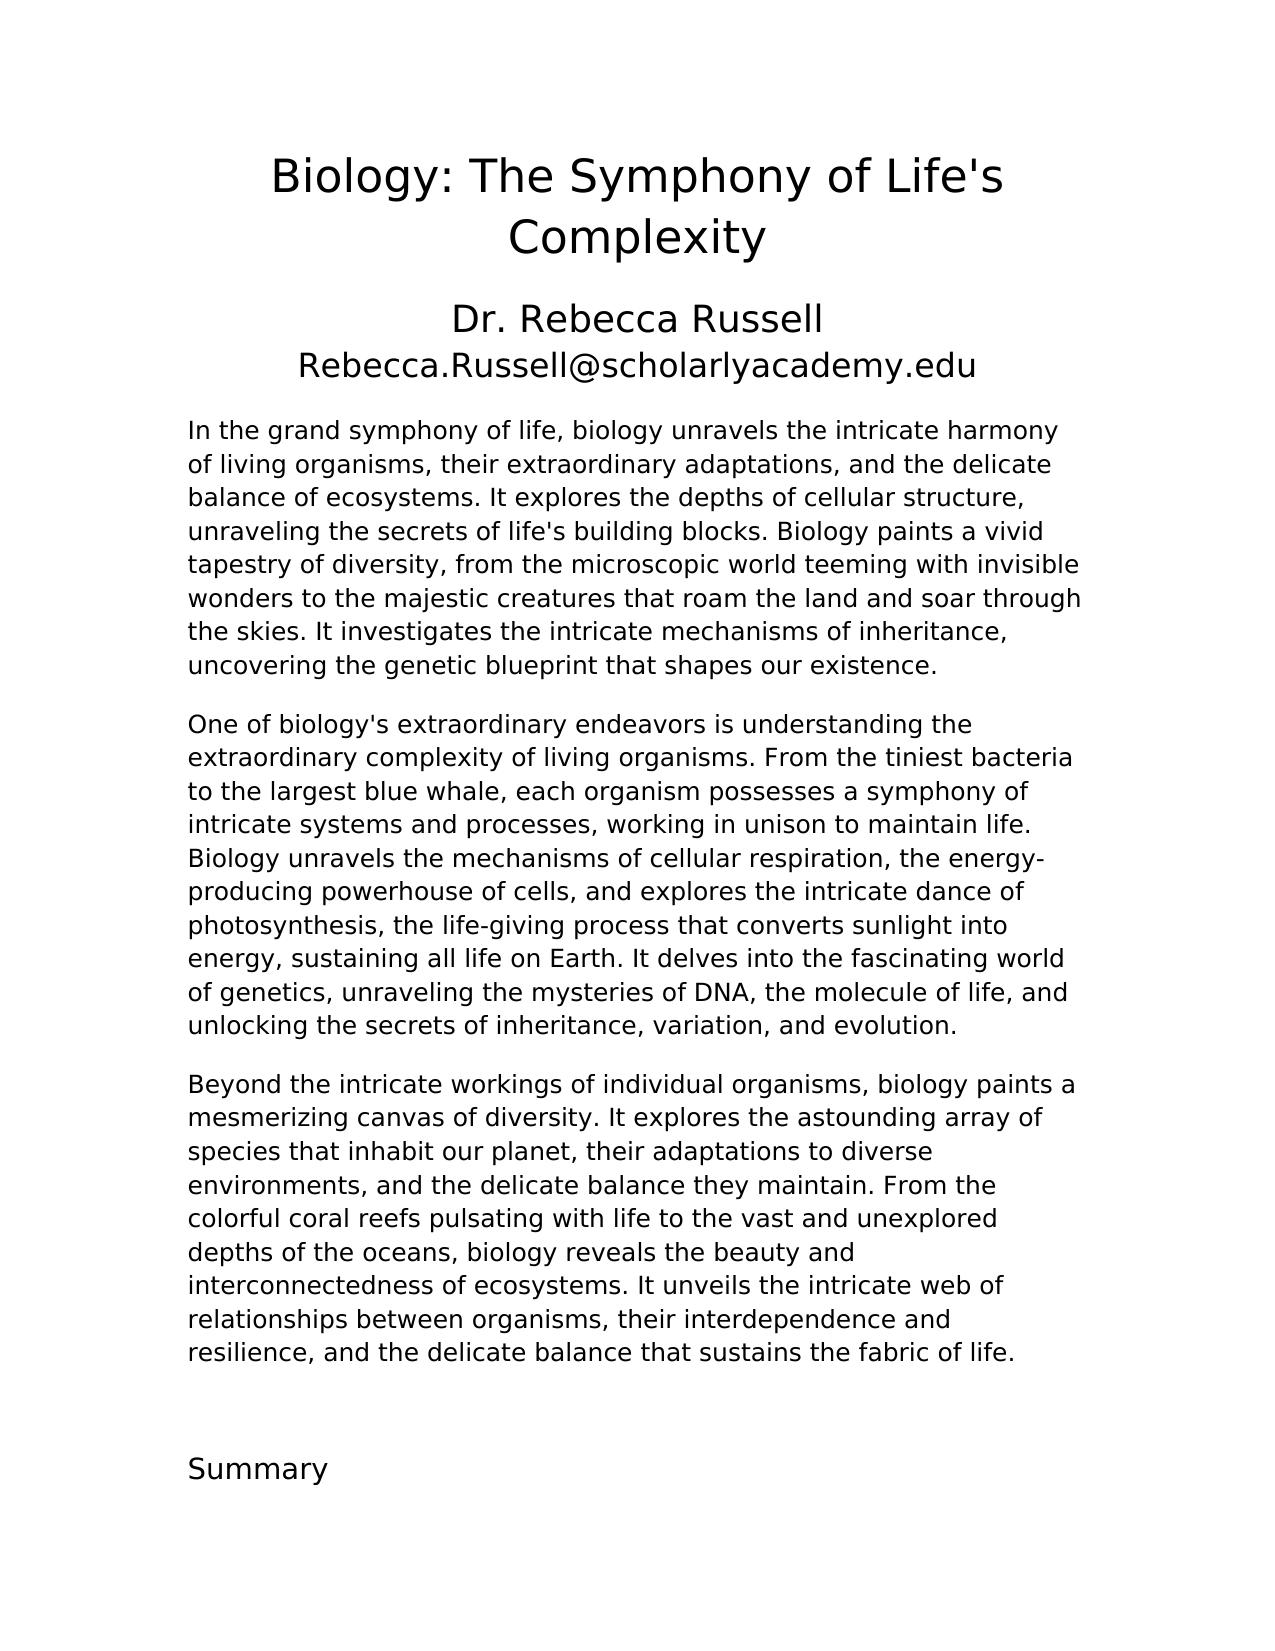 Biology: The Symphony of Life's
Complexity
Dr. Rebecca Russell
Rebecca.Russell@scholarlyacademy.edu
In the grand symphony of life, biology unravels the intricate harmony
of living organisms, their extraordinary adaptations, and the delicate
balance of ecosystems. It explores the depths of cellular structure,
unraveling the secrets of life's building blocks. Biology paints a vivid
tapestry of diversity, from the microscopic world teeming with invisible
wonders to the majestic creatures that roam the land and soar through
the skies. It investigates the intricate mechanisms of inheritance,
uncovering the genetic blueprint that shapes our existence.
One of biology's extraordinary endeavors is understanding the
extraordinary complexity of living organisms. From the tiniest bacteria
to the largest blue whale, each organism possesses a symphony of
intricate systems and processes, working in unison to maintain life.
Biology unravels the mechanisms of cellular respiration, the energy-
producing powerhouse of cells, and explores the intricate dance of
photosynthesis, the life-giving process that converts sunlight into
energy, sustaining all life on Earth. It delves into the fascinating world
of genetics, unraveling the mysteries of DNA, the molecule of life, and
unlocking the secrets of inheritance, variation, and evolution.
Beyond the intricate workings of individual organisms, biology paints a
mesmerizing canvas of diversity. It explores the astounding array of
species that inhabit our planet, their adaptations to diverse
environments, and the delicate balance they maintain. From the
colorful coral reefs pulsating with life to the vast and unexplored
depths of the oceans, biology reveals the beauty and
interconnectedness of ecosystems. It unveils the intricate web of
relationships between organisms, their interdependence and
resilience, and the delicate balance that sustains the fabric of life.
Summary